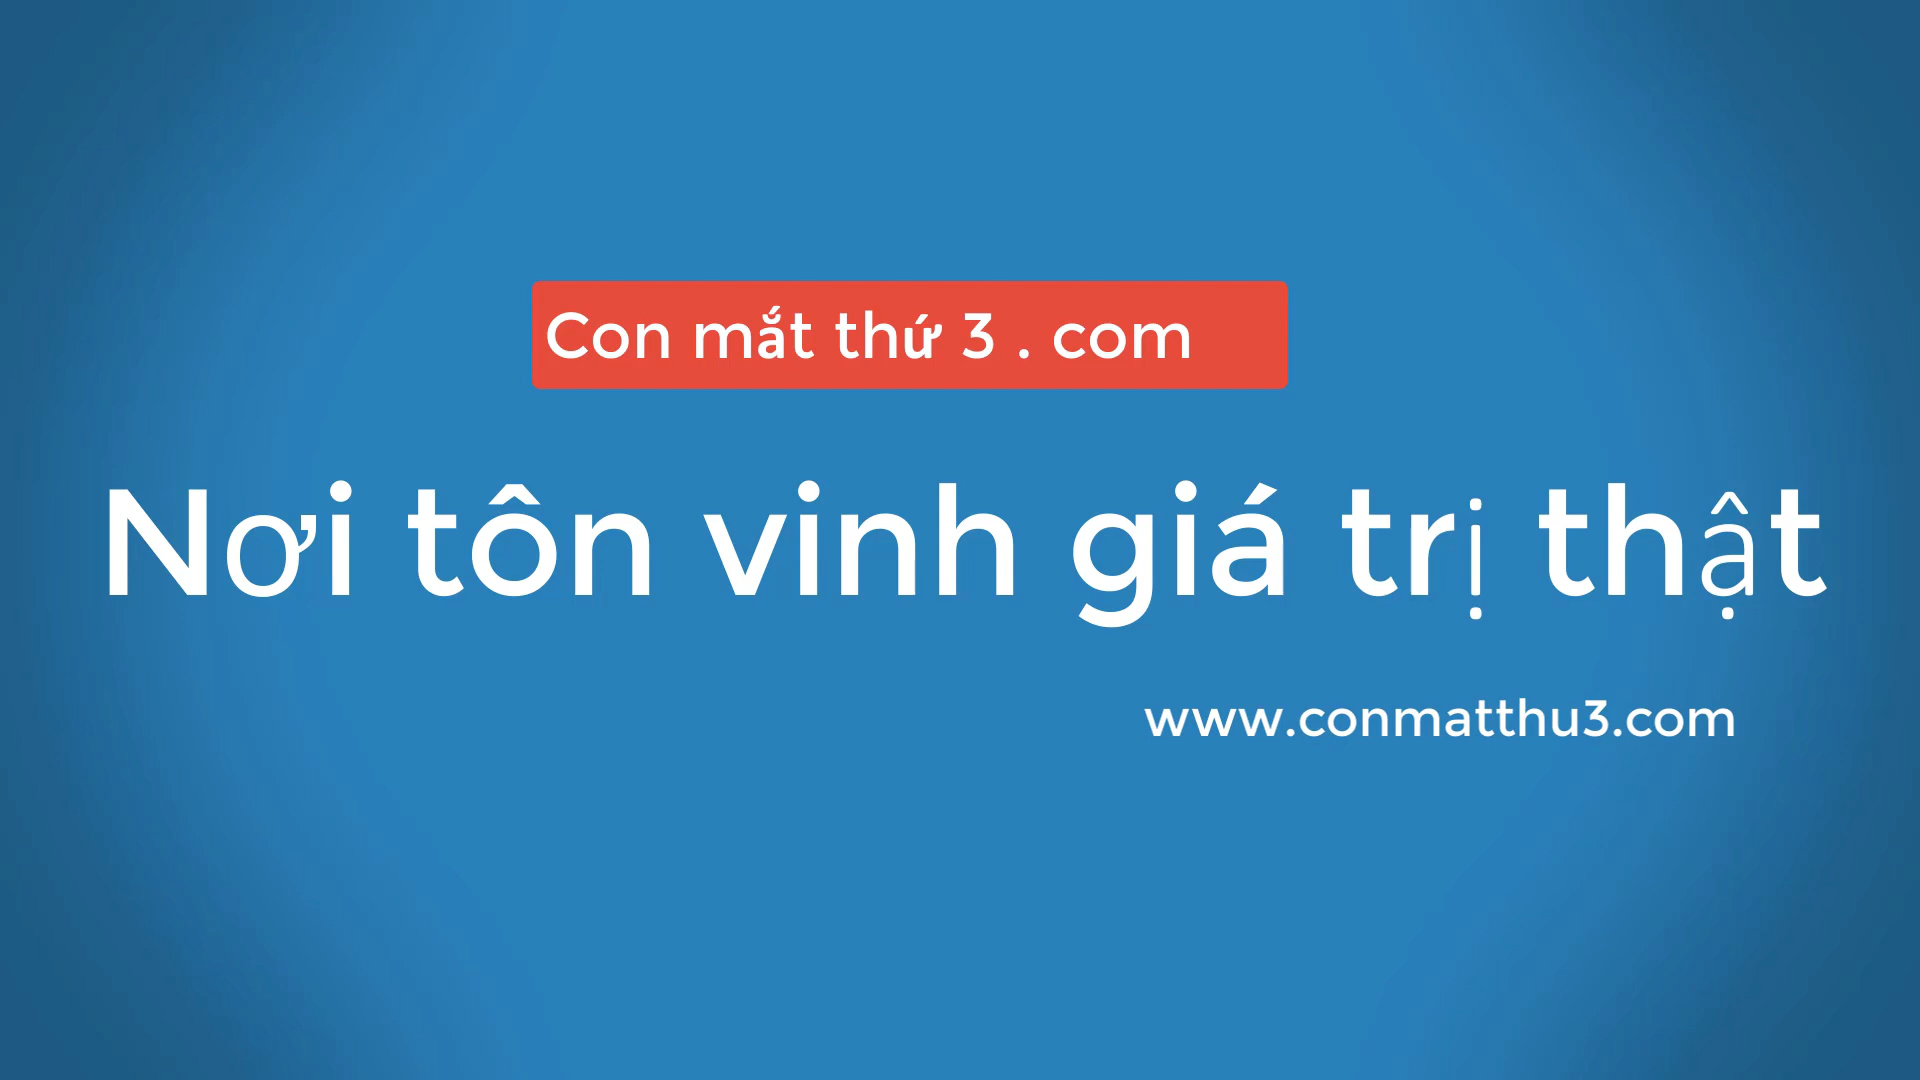 Con mắt thứ 3 . com
Nơi tôn vinh giá trị thật
www.conmatthu3.com